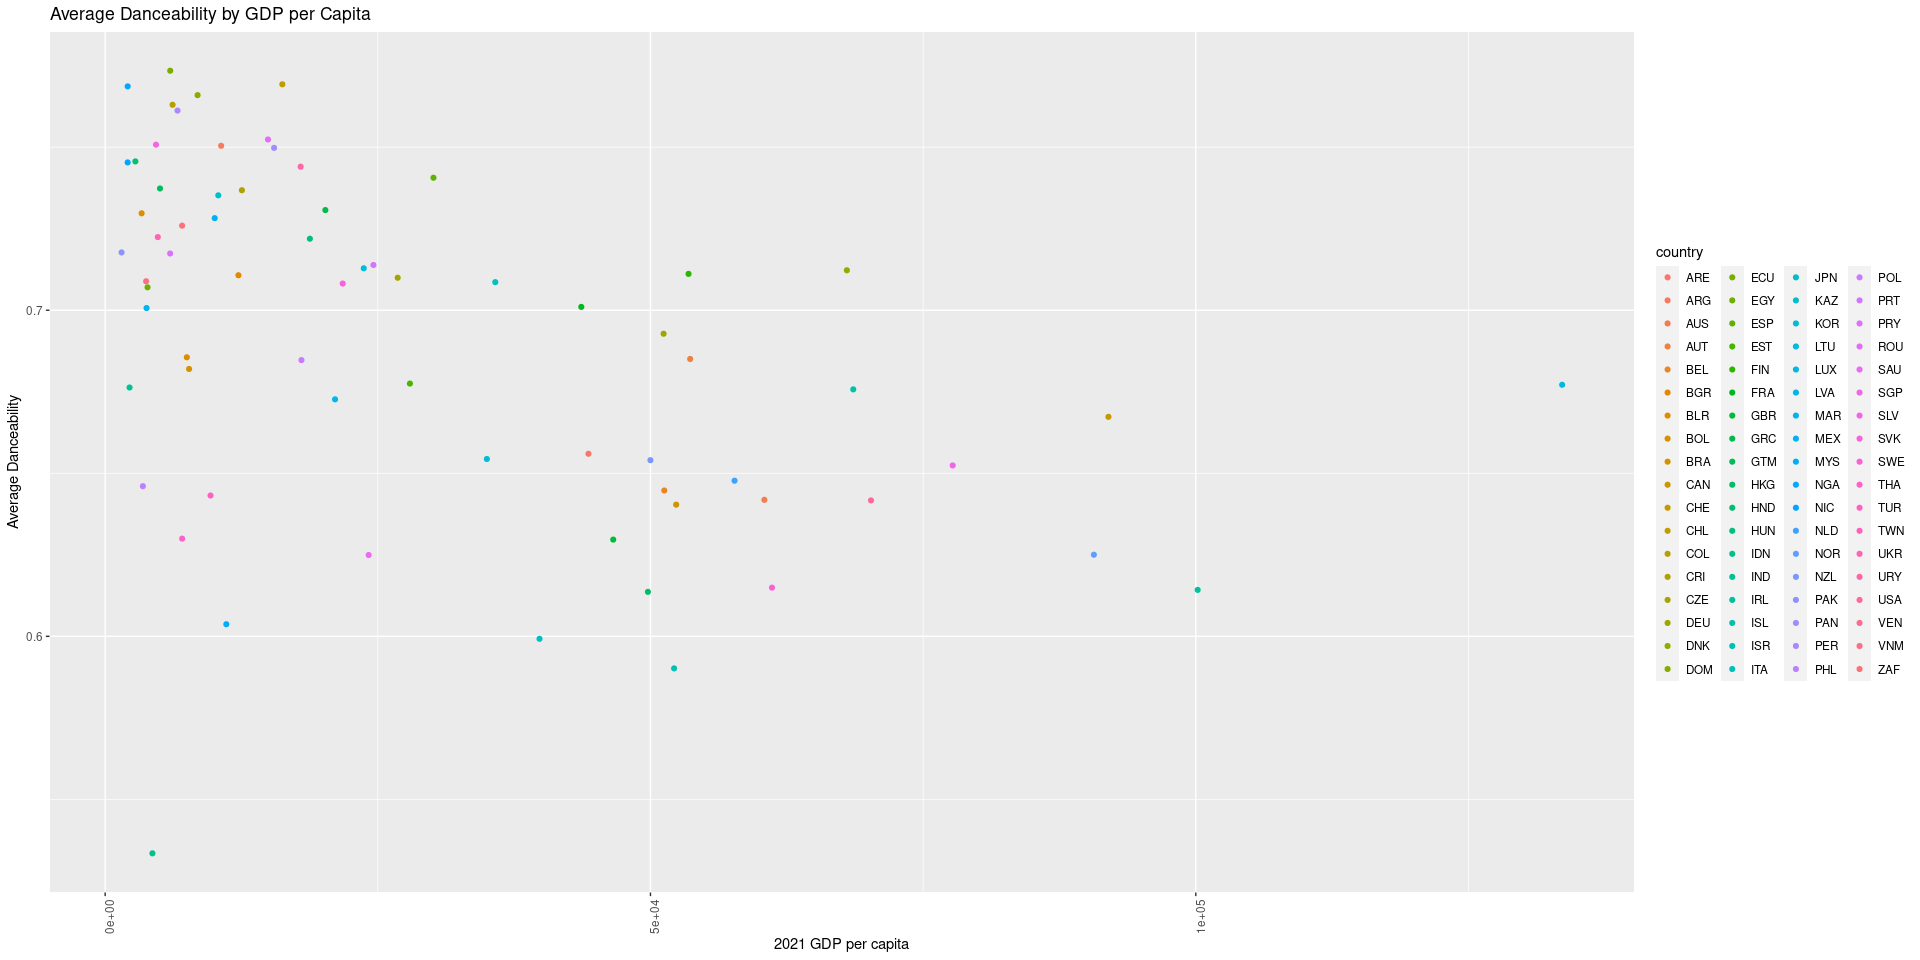 Average Danceability by GDP per Capita
Average Danceability
0.7
0.6
0e+00
5e+04
1e+05
2021 GDP per capita
country
ARE ECU JPN POL
ARG EGY KAZ PRT
AUS ESP KOR PRY
AUT EST LTU ROU
BEL FIN LUX SAU
BGR FRA LVA SGP
BLR GBR MAR SLV
BOL GRC MEX SVK
BRA GTM MYS SWE
CAN HKG NGA THA
CHE HND NIC TUR
CHL HUN NLD TWN
COL IDN NOR UKR
CRI IND NZL URY
CZE IRL PAK USA
DEU ISL PAN VEN
DNK ISR PER VNM
DOM ITA PHL ZAF